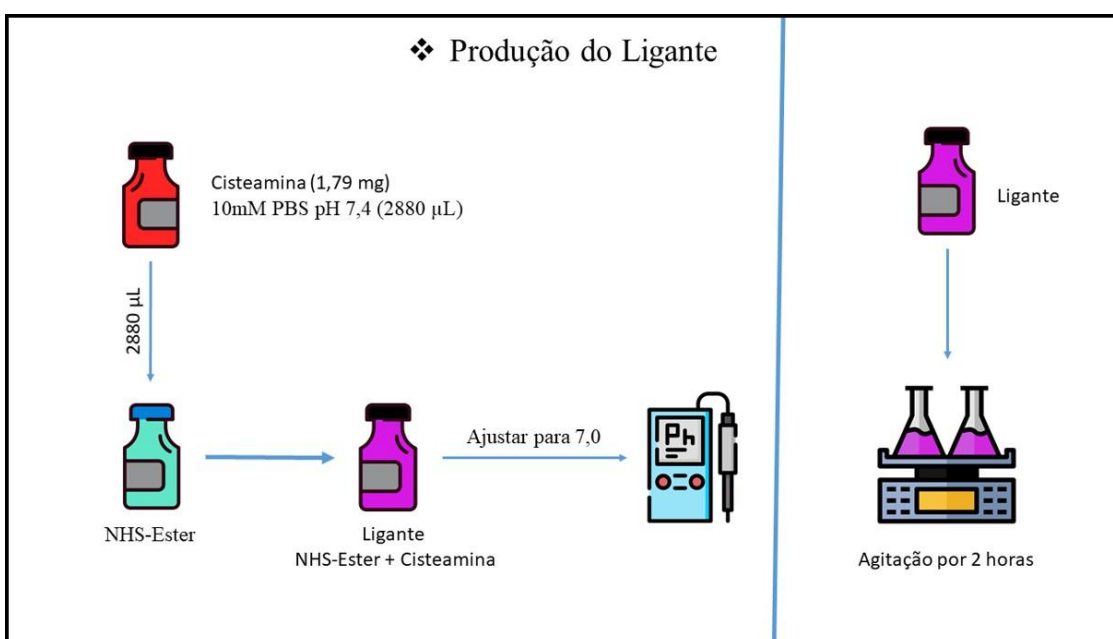 ❖ Produção do Ligante
Cisteamina (1,79 mg)
10mM PBS pH 7,4 (2880 µL)
2880 µL
NHS-Ester
Ligante
NHS-Ester + Cisteamina
Ajustar para 7,0
Ph
Ligante
Agitação por 2 horas